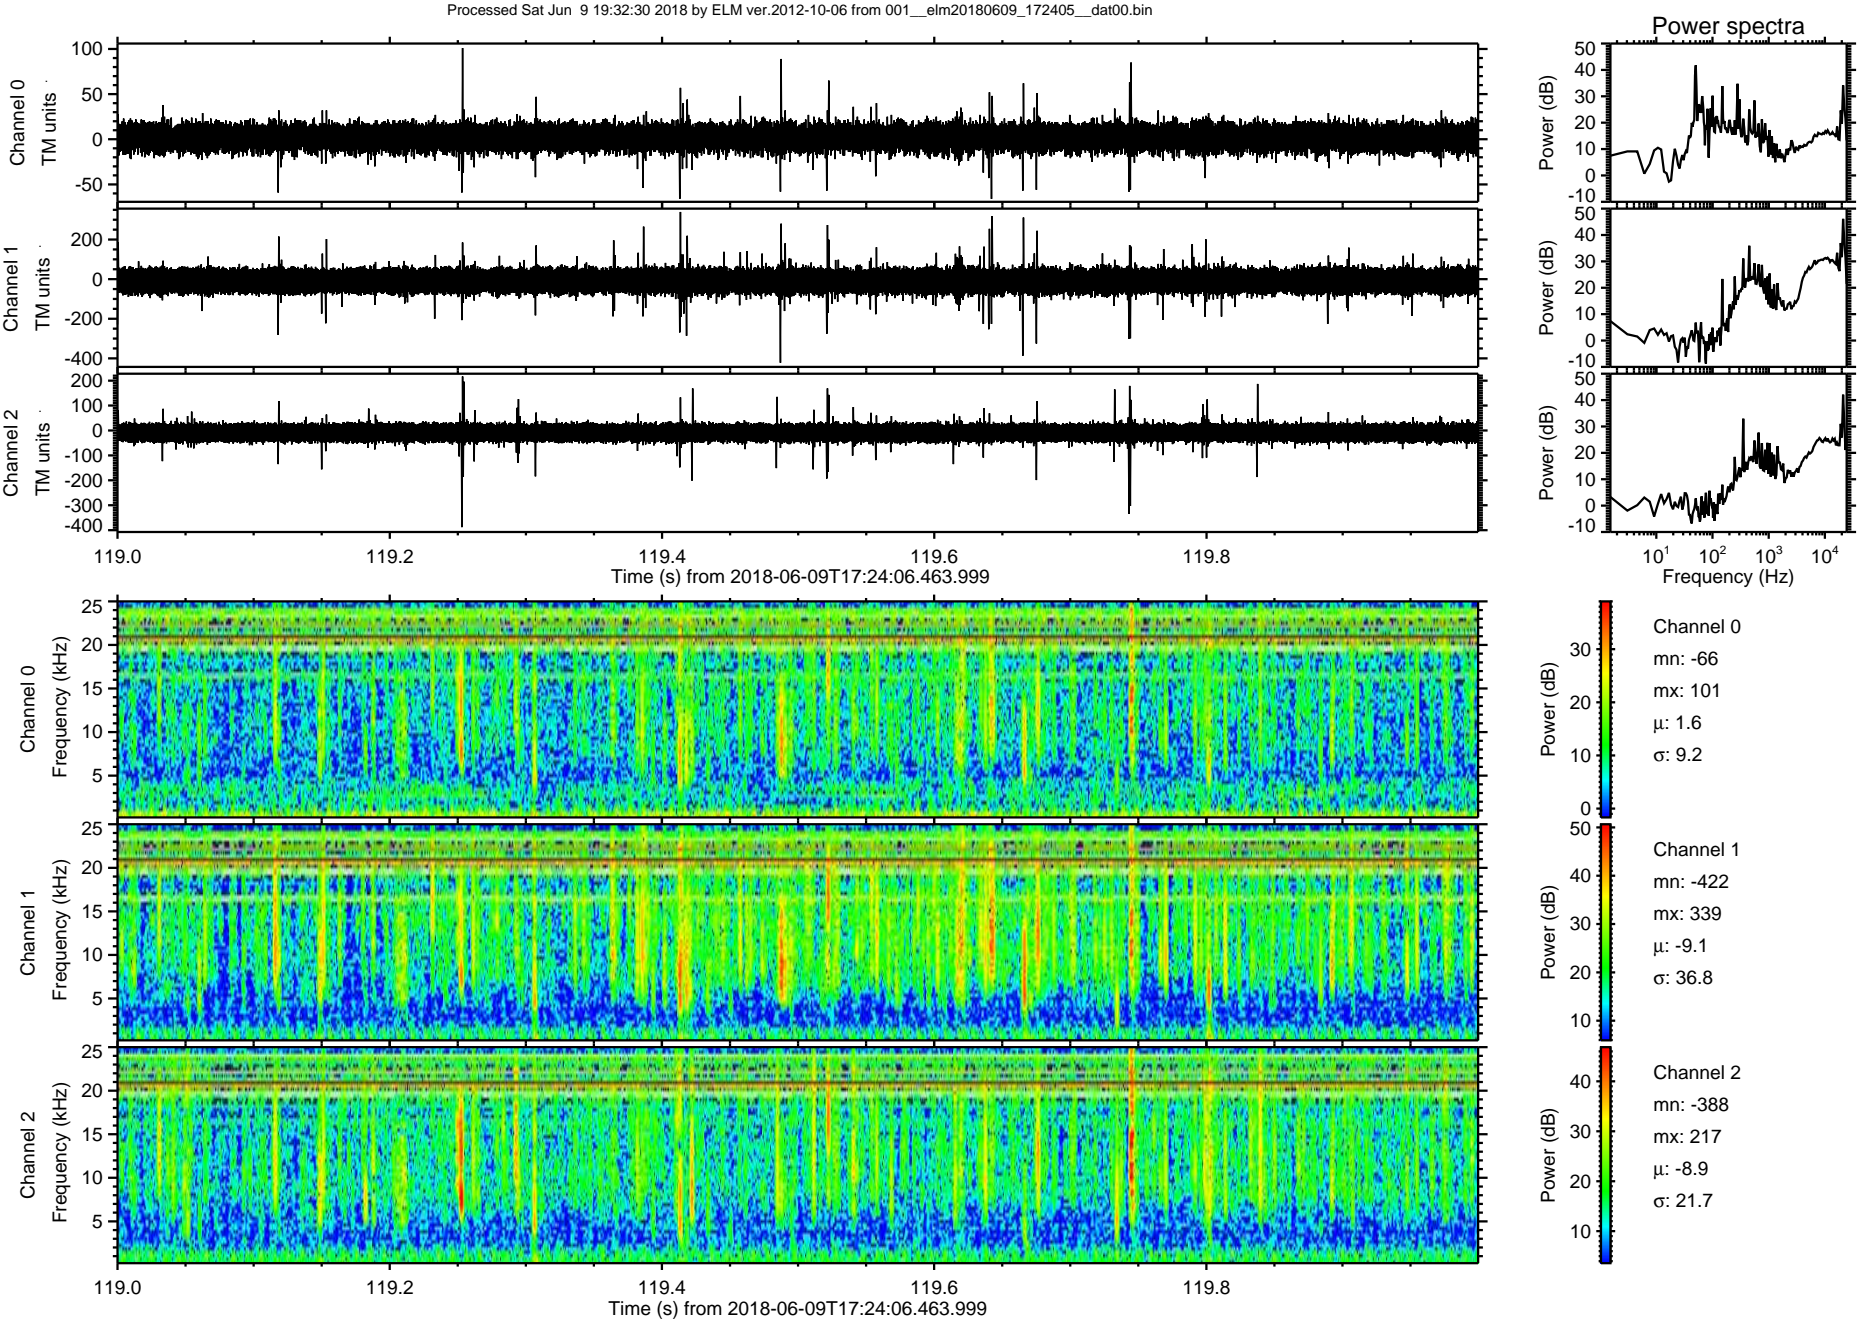 Processed Sat Jun  9 19:32:30 2018 by ELM ver.2012-10-06 from 001__elm20180609_172405__dat00.bin
Power spectra
Channel 0
TM units
100
50
0
-50
Power (dB)
50
40
30
20
10
0
-10
Channel 1
TM units
200
0
-200
-400
Power (dB)
50
40
30
20
10
0
-10
Channel 2
TM units
200
100
0
-100
-200
-300
-400
Power (dB)
50
40
30
20
10
0
-10
119.0 119.2 119.4 119.6 119.8
Time (s) from 2018-06-09T17:24:06.463.999
10¹ 10² 10³ 10⁴
Frequency (Hz)
Channel 0
Frequency (kHz)
25
20
15
10
5
Power (dB)
30
20
10
0
Channel 0
mn: -66
mx: 101
μ: 1.6
σ: 9.2
Channel 1
Frequency (kHz)
25
20
15
10
5
Power (dB)
50
40
30
20
10
Channel 1
mn: -422
mx: 339
μ: -9.1
σ: 36.8
Channel 2
Frequency (kHz)
25
20
15
10
5
Power (dB)
40
30
20
10
Channel 2
mn: -388
mx: 217
μ: -8.9
σ: 21.7
119.0 119.2 119.4 119.6 119.8
Time (s) from 2018-06-09T17:24:06.463.999